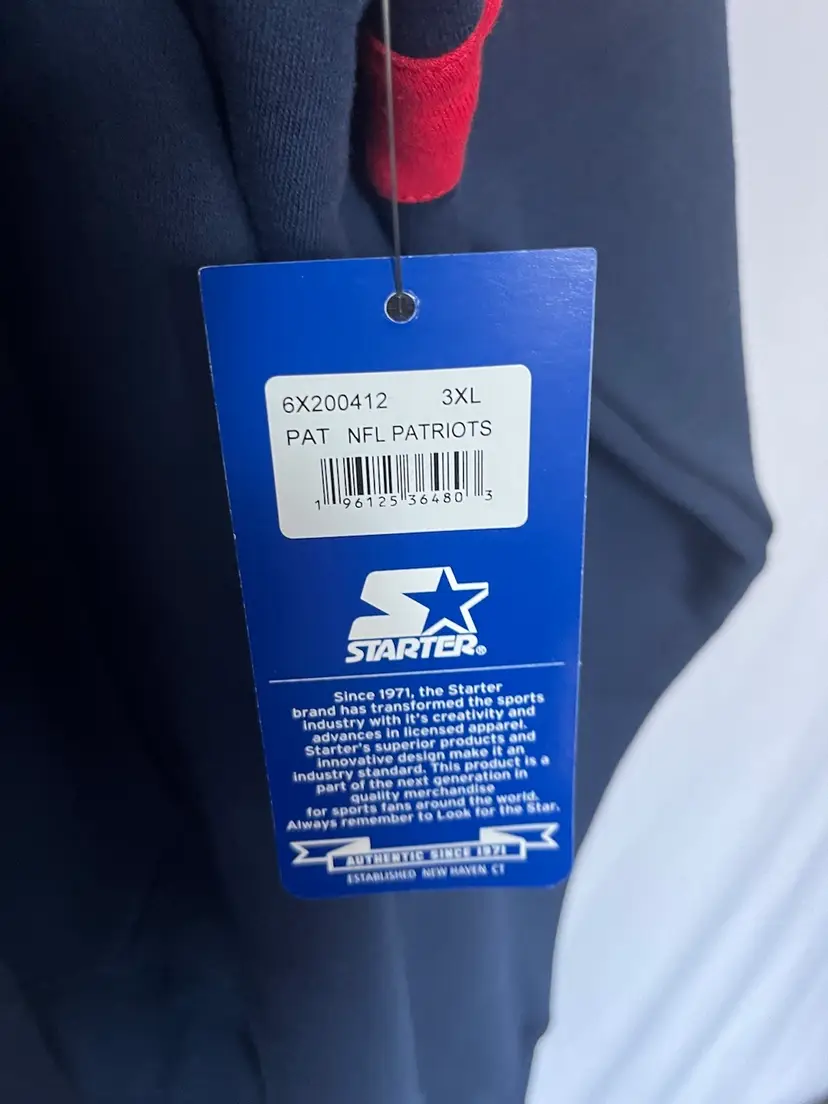 6X200412 3XL
PAT NFL PATRIOTS
1 96125 36480 3
STARTER®
Since 1971, the Starter
brand has transformed the sports
industry with it's creativity and
advances in licensed apparel.
Starter's superior products and
innovative design make it an
industry standard. This product is a
part of the next generation in
quality merchandise
for sports fans around the world.
Always remember to Look for the Star.
AUTHENTIC SINCE 1971
ESTABLISHED NEW HAVEN CT